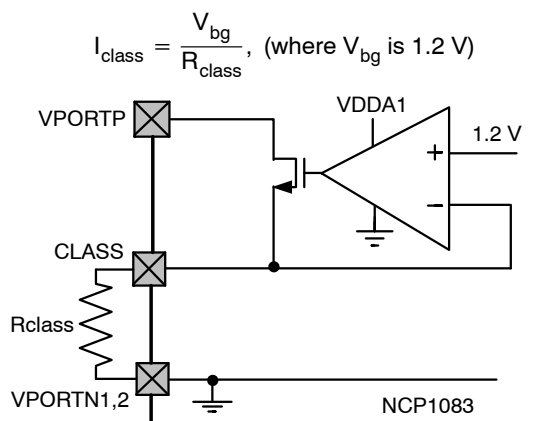 I_class = V_bg / R_class, (where V_bg is 1.2 V)
VPORTP
VDDA1
1.2 V
+
−
CLASS
Rclass
VPORTN1,2
NCP1083